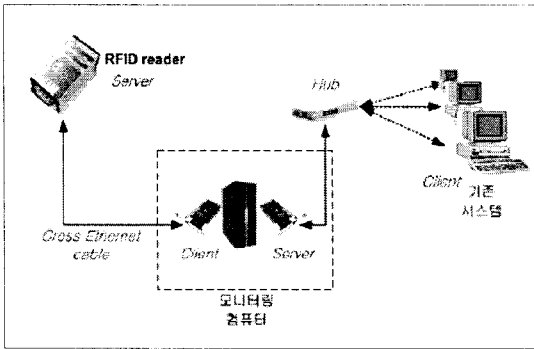 RFID reader
Server
Hub
Client
기존
시스템
Cross Ethernet
cable
Client
Server
모니터링
컴퓨터